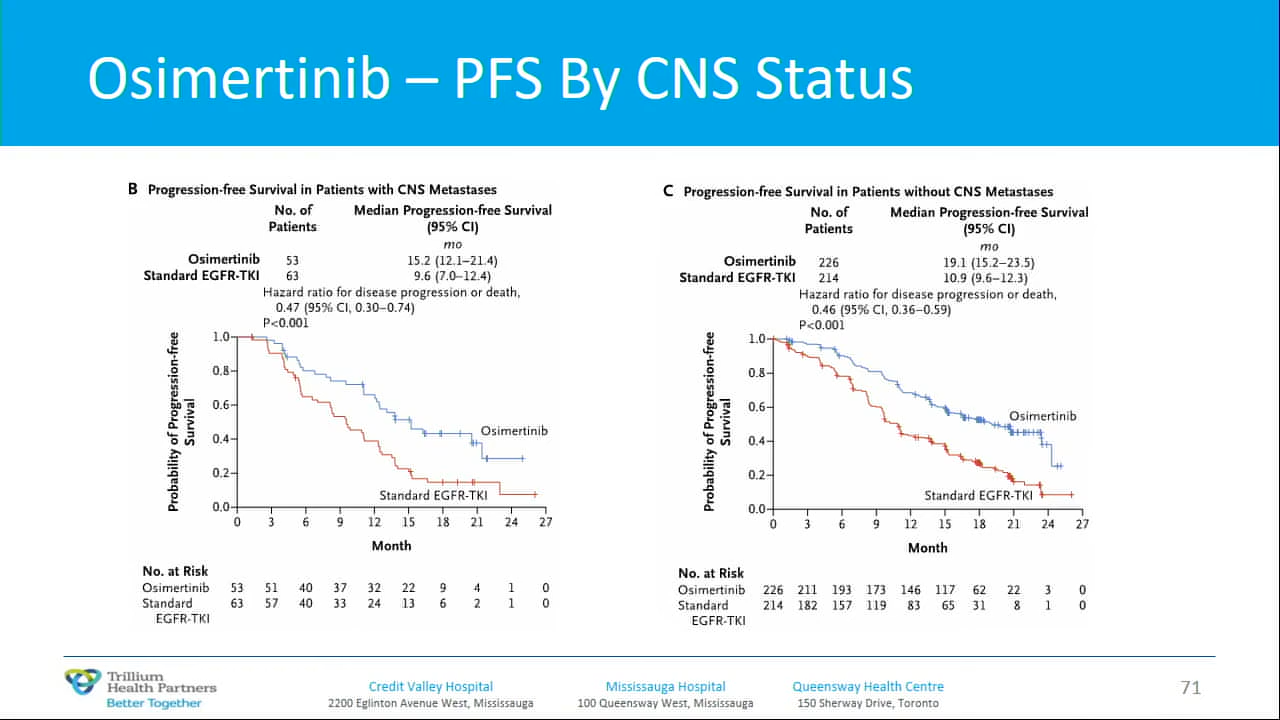 Osimertinib – PFS By CNS Status
B Progression-free Survival in Patients with CNS Metastases
No. of Patients
Median Progression-free Survival (95% CI)
mo
Osimertinib 53 15.2 (12.1–21.4)
Standard EGFR-TKI 63 9.6 (7.0–12.4)
Hazard ratio for disease progression or death,
0.47 (95% CI, 0.30–0.74)
P<0.001
Probability of Progression-free
Survival
1.0
0.8
0.6
0.4
0.2
0.0
Osimertinib
Standard EGFR-TKI
0 3 6 9 12 15 18 21 24 27
Month
No. at Risk
Osimertinib 53 51 40 37 32 22 9 4 1 0
Standard 63 57 40 33 24 13 6 2 1 0
EGFR-TKI
C Progression-free Survival in Patients without CNS Metastases
No. of Patients
Median Progression-free Survival (95% CI)
mo
Osimertinib 226 19.1 (15.2–23.5)
Standard EGFR-TKI 214 10.9 (9.6–12.3)
Hazard ratio for disease progression or death,
0.46 (95% CI, 0.36–0.59)
P<0.001
Probability of Progression-free
Survival
1.0
0.8
0.6
0.4
0.2
0.0
Osimertinib
Standard EGFR-TKI
0 3 6 9 12 15 18 21 24 27
Month
No. at Risk
Osimertinib 226 211 193 173 146 117 62 22 3 0
Standard 214 182 157 119 83 65 31 8 1 0
EGFR-TKI
Trillium
Health Partners
Better Together
Credit Valley Hospital
2200 Eglinton Avenue West, Mississauga
Mississauga Hospital
100 Queensway West, Mississauga
Queensway Health Centre
150 Sherway Drive, Toronto
71